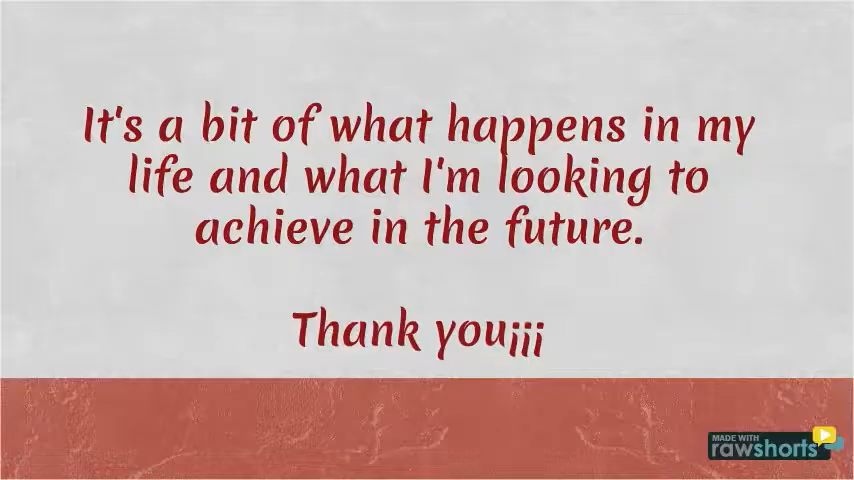 It's a bit of what happens in my
life and what I'm looking to
achieve in the future.
Thank you¡¡¡
MADE WITH
rawshorts